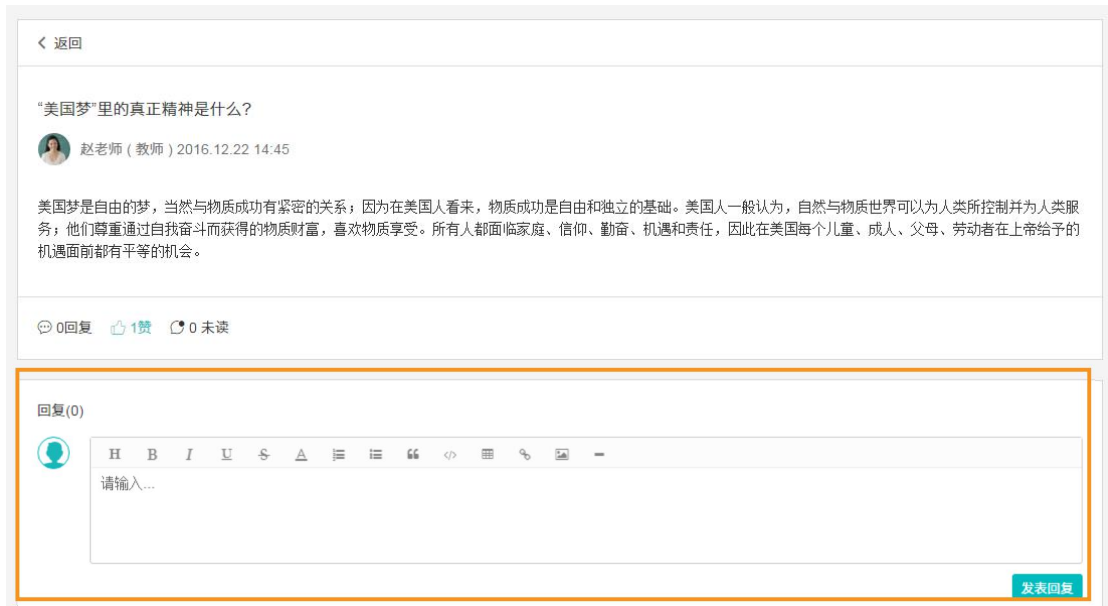 返回
“美国梦”里的真正精神是什么?
赵老师 ( 教师 ) 2016.12.22 14:45
美国梦是自由的梦，当然与物质成功有紧密的关系；因为在美国人看来，物质成功是自由和独立的基础。美国人一般认为，自然与物质世界可以为人类所控制并为人类服
务；他们尊重通过自我奋斗而获得的物质财富，喜欢物质享受。所有人都面临家庭、信仰、勤奋、机遇和责任，因此在美国每个儿童、成人、父母、劳动者在上帝给予的
机遇面前都有平等的机会。
0回复 1赞 0 未读
回复(0)
H B I U S A
请输入...
发表回复